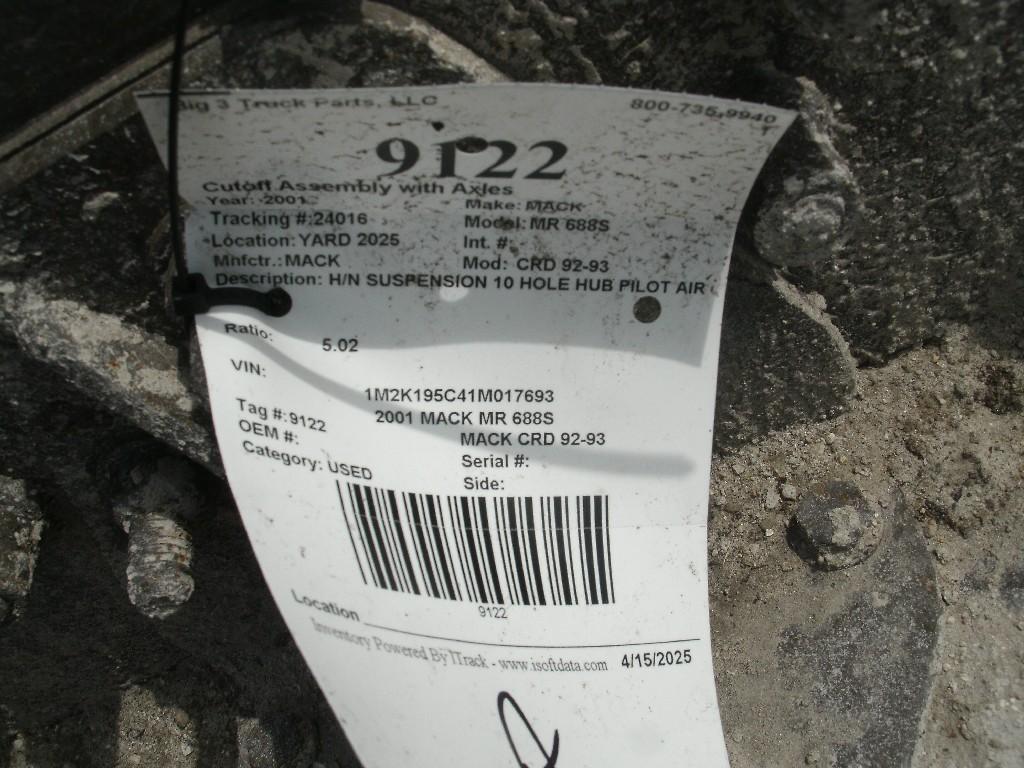 Big 3 Truck Parts, LLC 800-735-9940
9122
Cutoff Assembly with Axles
Year: 2001 Make: MACK
Tracking #:24016 Model: MR 688S
Location: YARD 2025 Int. #:
Mnfctr.: MACK Mod: CRD 92-93
Description: H/N SUSPENSION 10 HOLE HUB PILOT AIR
Ratio: 5.02
VIN:
1M2K195C41M017693
Tag #: 9122 2001 MACK MR 688S
OEM #: MACK CRD 92-93
Category: USED Serial #:
Side:
9122
Location
Inventory Powered By ITrack - www.isoftdata.com 4/15/2025